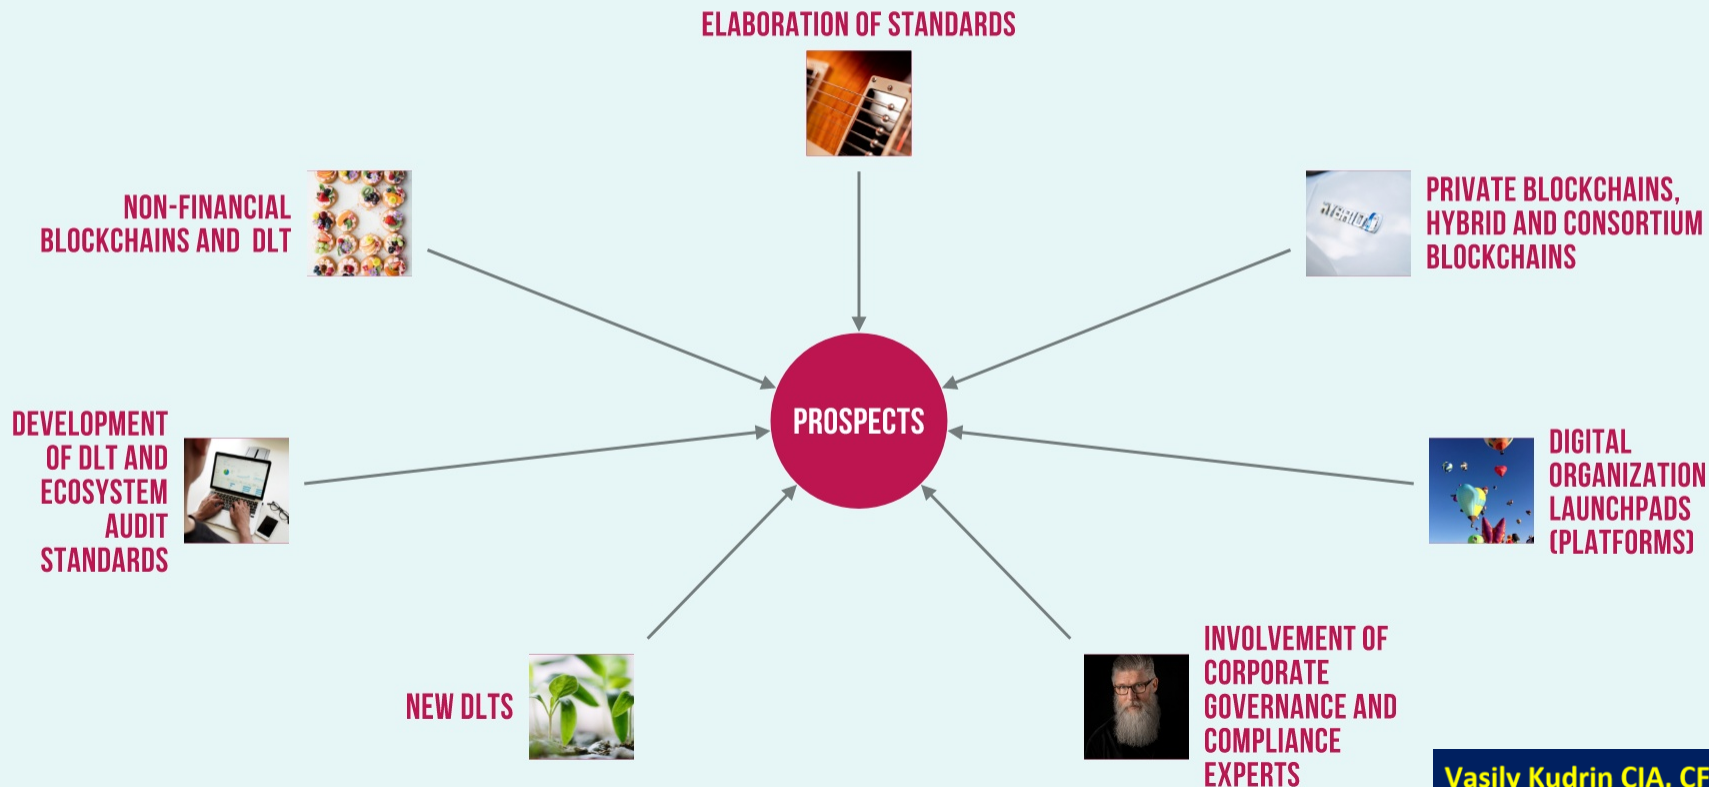 ELABORATION OF STANDARDS
NON-FINANCIAL
BLOCKCHAINS AND DLT
PRIVATE BLOCKCHAINS,
HYBRID AND CONSORTIUM
BLOCKCHAINS
HYBRID
PROSPECTS
DEVELOPMENT
OF DLT AND
ECOSYSTEM
AUDIT
STANDARDS
DIGITAL
ORGANIZATION
LAUNCHPADS
(PLATFORMS)
NEW DLTS
INVOLVEMENT OF
CORPORATE
GOVERNANCE AND
COMPLIANCE
EXPERTS
Vasily Kudrin CIA, CF